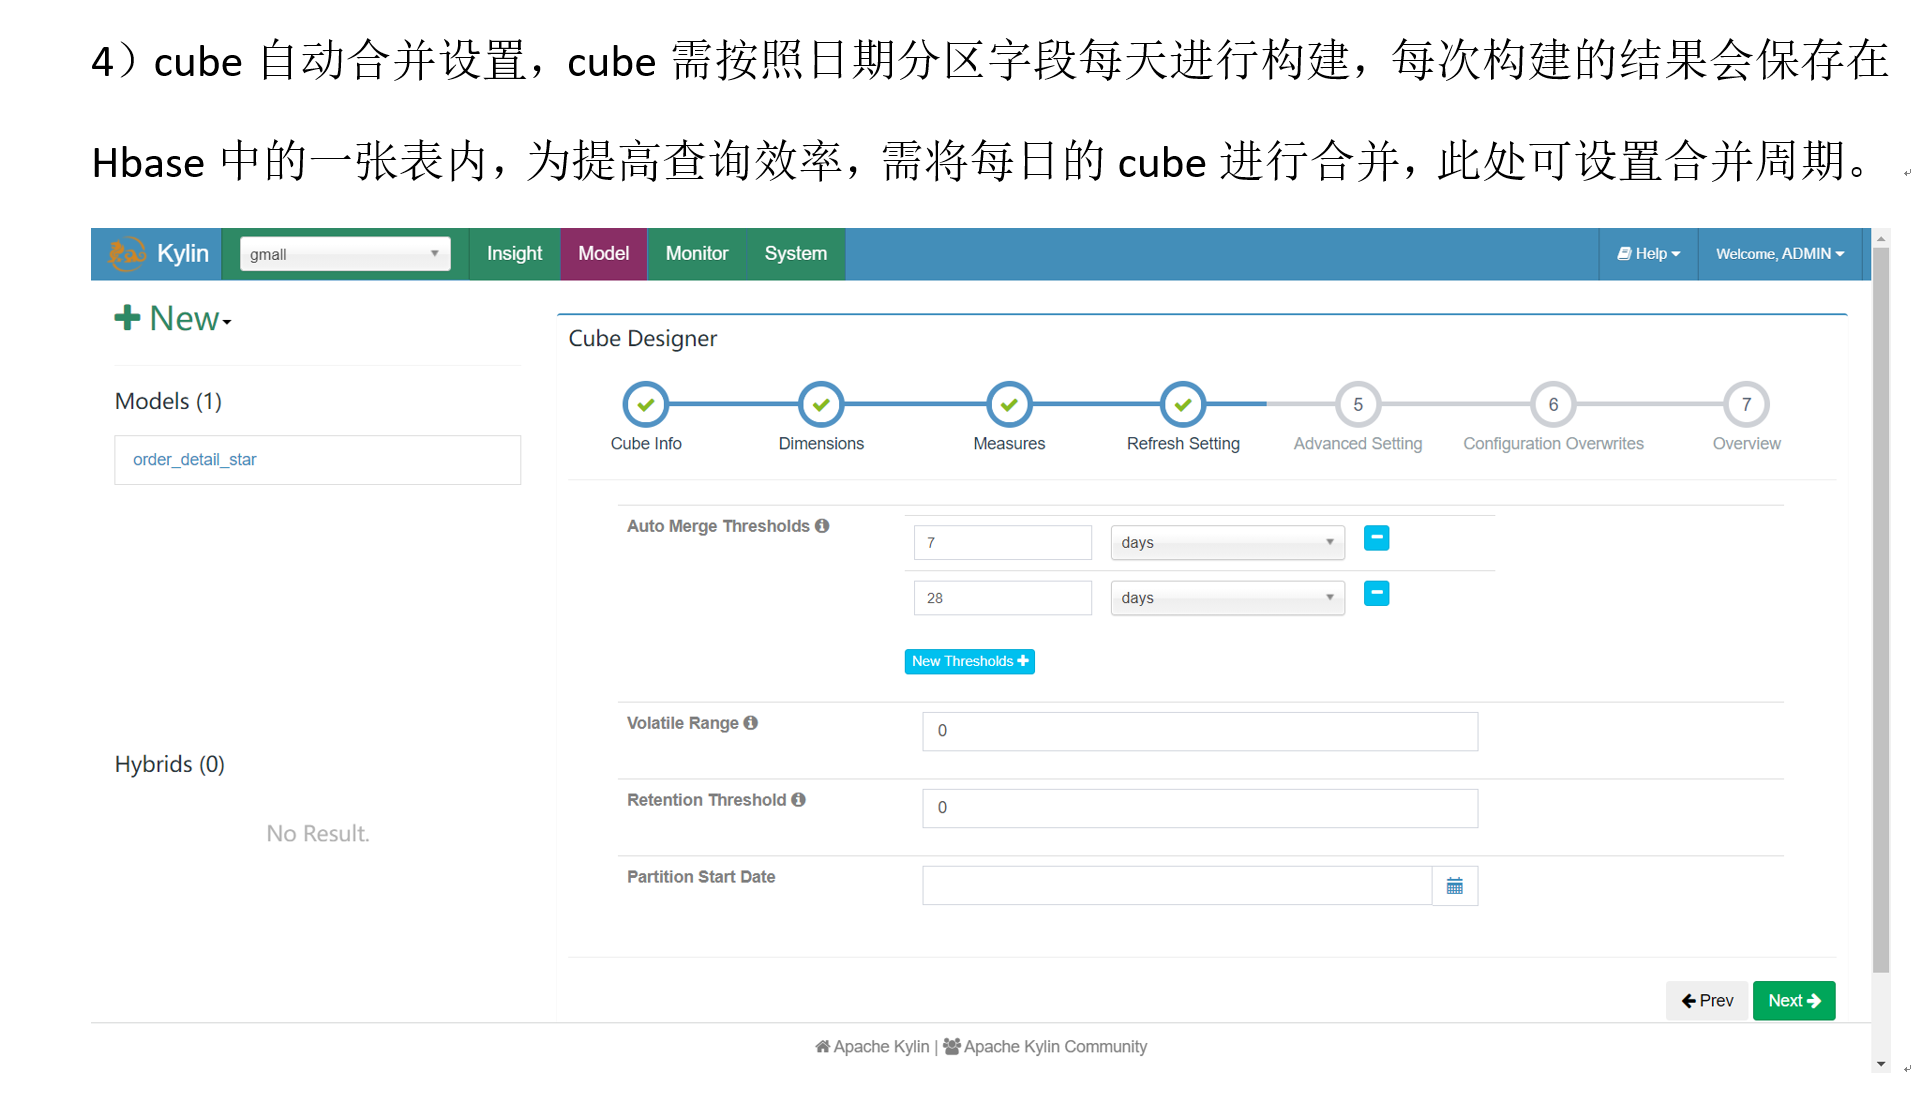 4）cube 自动合并设置，cube 需按照日期分区字段每天进行构建，每次构建的结果会保存在
Hbase 中的一张表内，为提高查询效率，需将每日的 cube 进行合并，此处可设置合并周期。
Kylin gmall Insight Model Monitor System Help Welcome, ADMIN
New
Cube Designer
Models (1)
order_detail_star
5 6 7
Cube Info Dimensions Measures Refresh Setting Advanced Setting Configuration Overwrites Overview
Auto Merge Thresholds
7 days
28 days
New Thresholds
Volatile Range 0
Hybrids (0)
Retention Threshold 0
No Result.
Partition Start Date
Prev Next
Apache Kylin | Apache Kylin Community